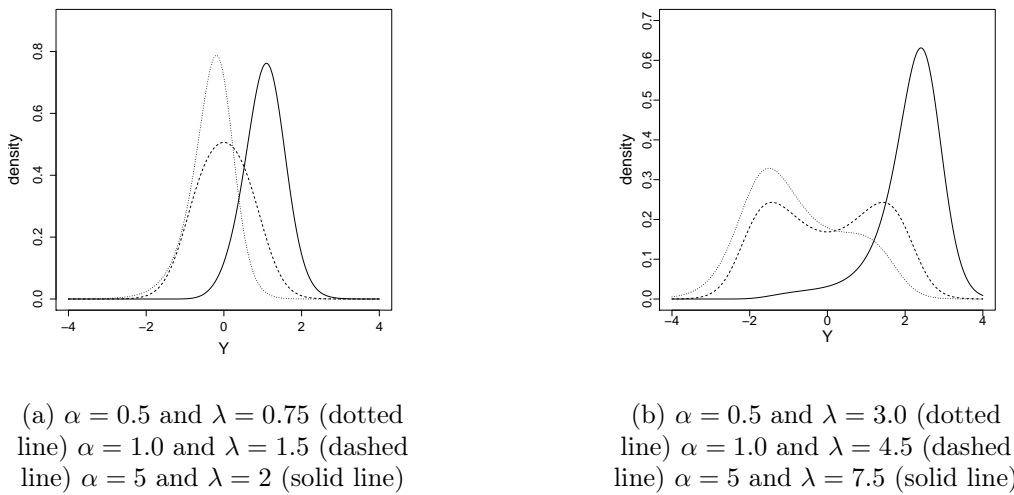 0.8
0.6
0.4
0.2
0.0
density
−4 −2 0 2 4
Y
0.7
0.6
0.5
0.4
0.3
0.2
0.1
0.0
density
−4 −2 0 2 4
Y
(a) α = 0.5 and λ = 0.75 (dotted
line) α = 1.0 and λ = 1.5 (dashed
line) α = 5 and λ = 2 (solid line)
(b) α = 0.5 and λ = 3.0 (dotted
line) α = 1.0 and λ = 4.5 (dashed
line) α = 5 and λ = 7.5 (solid line)